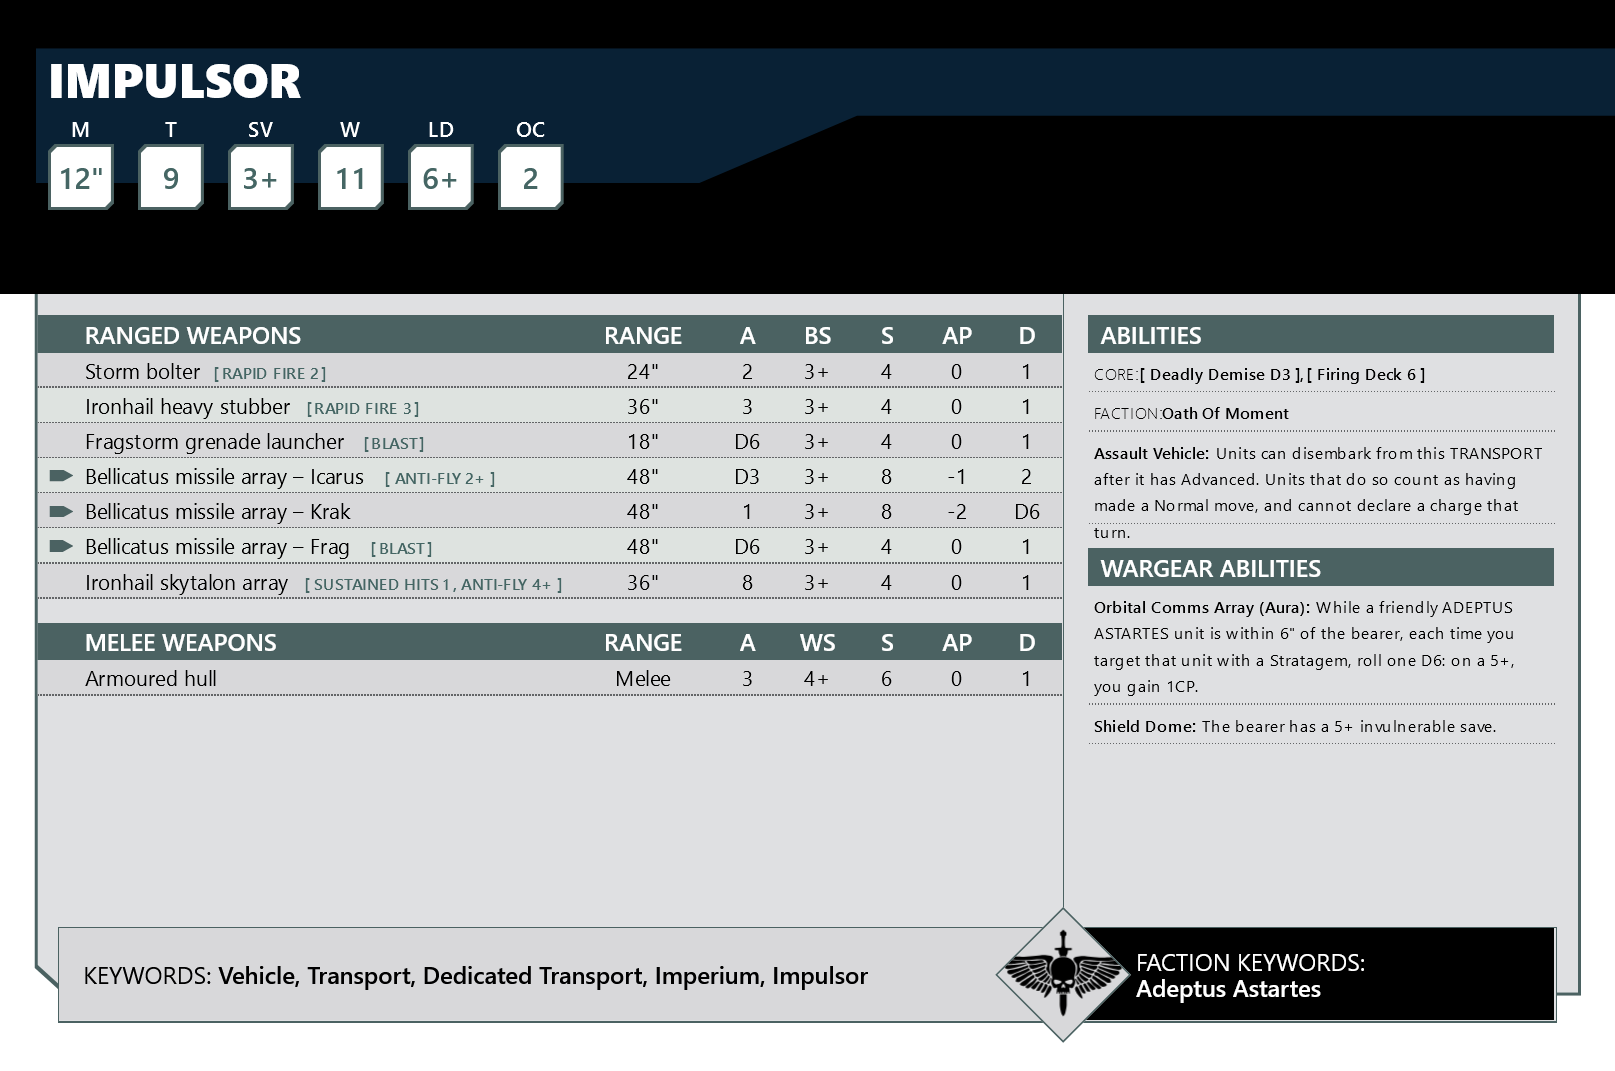 IMPULSOR
M T SV W LD OC
12" 9 3+ 11 6+ 2
RANGED WEAPONS RANGE A BS S AP D
Storm bolter [RAPID FIRE 2] 24" 2 3+ 4 0 1
Ironhail heavy stubber [RAPID FIRE 3] 36" 3 3+ 4 0 1
Fragstorm grenade launcher [BLAST] 18" D6 3+ 4 0 1
Bellicatus missile array – Icarus [ ANTI-FLY 2+ ] 48" D3 3+ 8 -1 2
Bellicatus missile array – Krak 48" 1 3+ 8 -2 D6
Bellicatus missile array – Frag [BLAST] 48" D6 3+ 4 0 1
Ironhail skytalon array [ SUSTAINED HITS 1, ANTI-FLY 4+ ] 36" 8 3+ 4 0 1
MELEE WEAPONS RANGE A WS S AP D
Armoured hull Melee 3 4+ 6 0 1
ABILITIES
CORE:[ Deadly Demise D3 ],[ Firing Deck 6 ]
FACTION:Oath Of Moment
Assault Vehicle: Units can disembark from this TRANSPORT
after it has Advanced. Units that do so count as having
made a Normal move, and cannot declare a charge that
turn.
WARGEAR ABILITIES
Orbital Comms Array (Aura): While a friendly ADEPTUS
ASTARTES unit is within 6" of the bearer, each time you
target that unit with a Stratagem, roll one D6: on a 5+,
you gain 1CP.
Shield Dome: The bearer has a 5+ invulnerable save.
KEYWORDS: Vehicle, Transport, Dedicated Transport, Imperium, Impulsor
FACTION KEYWORDS:
Adeptus Astartes